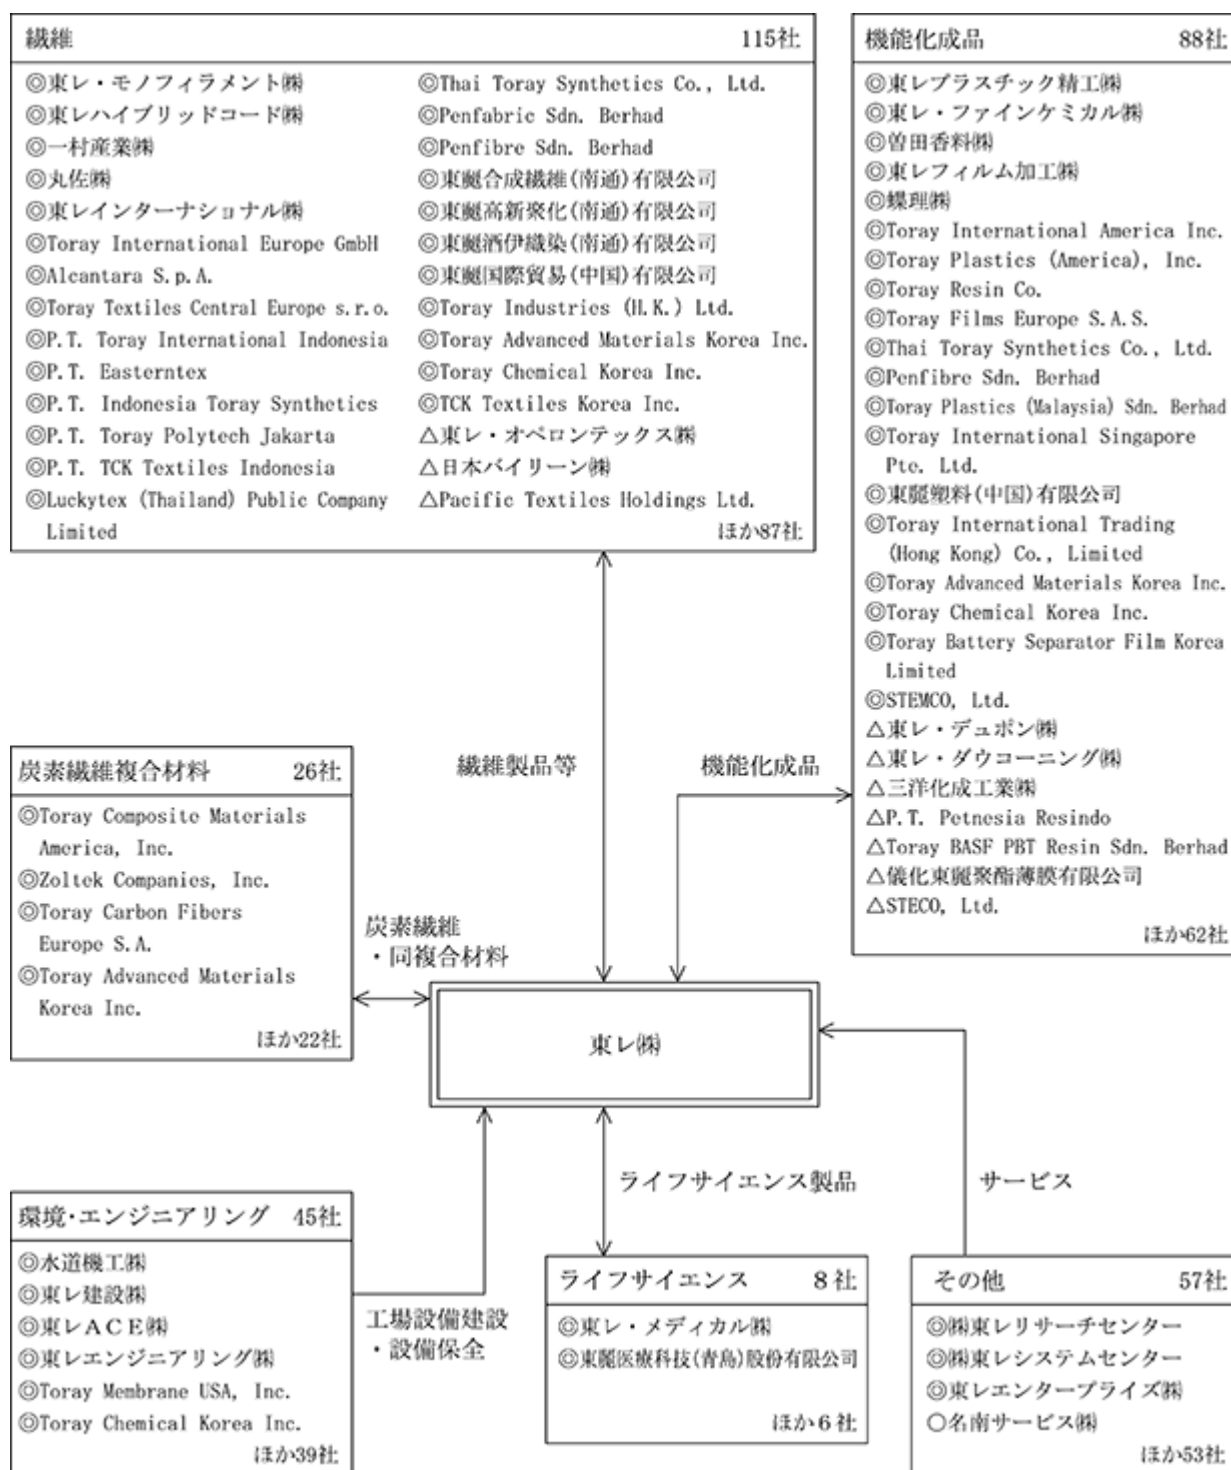 繊維 115社
◎東レ・モノフィラメント㈱
◎東レハイブリッドコード㈱
◎一村産業㈱
◎丸佐㈱
◎東レインターナショナル㈱
◎Toray International Europe GmbH
◎Alcantara S.p.A.
◎Toray Textiles Central Europe s.r.o.
◎P.T. Toray International Indonesia
◎P.T. Easterntex
◎P.T. Indonesia Toray Synthetics
◎P.T. Toray Polytech Jakarta
◎P.T. TCK Textiles Indonesia
◎Luckytex (Thailand) Public Company
Limited
◎Thai Toray Synthetics Co., Ltd.
◎Penfabric Sdn. Berhad
◎Penfibre Sdn. Berhad
◎東麗合成繊維(南通)有限公司
◎東麗高新聚化(南通)有限公司
◎東麗酒伊織染(南通)有限公司
◎東麗国際貿易(中国)有限公司
◎Toray Industries (H.K.) Ltd.
◎Toray Advanced Materials Korea Inc.
◎Toray Chemical Korea Inc.
◎TCK Textiles Korea Inc.
△東レ・オペロンテックス㈱
△日本バイリーン㈱
△Pacific Textiles Holdings Ltd.
ほか87社
機能化成品 88社
◎東レプラスチック精工㈱
◎東レ・ファインケミカル㈱
◎曽田香料㈱
◎東レフィルム加工㈱
◎蝶理㈱
◎Toray International America Inc.
◎Toray Plastics (America), Inc.
◎Toray Resin Co.
◎Toray Films Europe S.A.S.
◎Thai Toray Synthetics Co., Ltd.
◎Penfibre Sdn. Berhad
◎Toray Plastics (Malaysia) Sdn. Berhad
◎Toray International Singapore
Pte. Ltd.
◎東麗塑料(中国)有限公司
◎Toray International Trading
(Hong Kong) Co., Limited
◎Toray Advanced Materials Korea Inc.
◎Toray Chemical Korea Inc.
◎Toray Battery Separator Film Korea
Limited
◎STEMCO, Ltd.
△東レ・デュポン㈱
△東レ・ダウコーニング㈱
△三洋化成工業㈱
△P.T. Petnesia Resindo
△Toray BASF PBT Resin Sdn. Berhad
△儀化東麗聚酯薄膜有限公司
△STECO, Ltd.
ほか62社
繊維製品等
機能化成品
炭素繊維複合材料 26社
◎Toray Composite Materials
America, Inc.
◎Zoltek Companies, Inc.
◎Toray Carbon Fibers
Europe S.A.
◎Toray Advanced Materials
Korea Inc.
ほか22社
炭素繊維
・同複合材料
東レ㈱
環境・エンジニアリング 45社
◎水道機工㈱
◎東レ建設㈱
◎東レACE㈱
◎東レエンジニアリング㈱
◎Toray Membrane USA, Inc.
◎Toray Chemical Korea Inc.
ほか39社
工場設備建設
・設備保全
ライフサイエンス製品
ライフサイエンス 8社
◎東レ・メディカル㈱
◎東麗医療科技(青島)股份有限公司
ほか6社
サービス
その他 57社
◎㈱東レリサーチセンター
◎㈱東レシステムセンター
◎東レエンタープライズ㈱
○名南サービス㈱
ほか53社